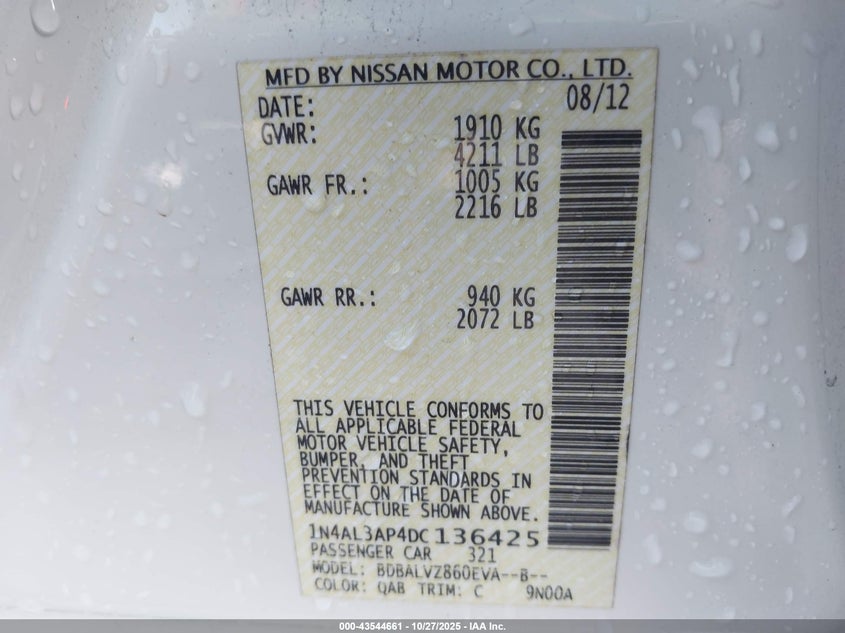 MFD BY NISSAN MOTOR CO., LTD.
DATE: 08/12
GVWR: 1910 KG
4211 LB
GAWR FR.: 1005 KG
2216 LB
GAWR RR.: 940 KG
2072 LB
THIS VEHICLE CONFORMS TO
ALL APPLICABLE FEDERAL
MOTOR VEHICLE SAFETY,
BUMPER, AND THEFT
PREVENTION STANDARDS IN
EFFECT ON THE DATE OF
MANUFACTURE SHOWN ABOVE.
1N4AL3AP4DC136425
PASSENGER CAR 321
MODEL: BDBALVZ860EVA--B--
COLOR: QAB TRIM: C 9N00A
000-43544661 | 10/27/2025 - IAA Inc.